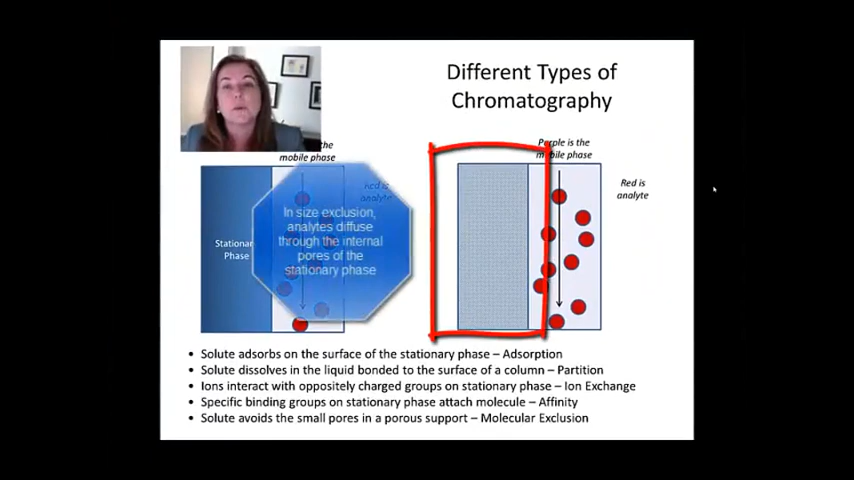 Different Types of
Chromatography
the
mobile phase
Purple is the
mobile phase
Red is
analyte
Red is
analyte
Stationary
Phase
In size exclusion,
analytes diffuse
through the internal
pores of the
stationary phase
• Solute adsorbs on the surface of the stationary phase – Adsorption
• Solute dissolves in the liquid bonded to the surface of a column – Partition
• Ions interact with oppositely charged groups on stationary phase – Ion Exchange
• Specific binding groups on stationary phase attach molecule – Affinity
• Solute avoids the small pores in a porous support – Molecular Exclusion